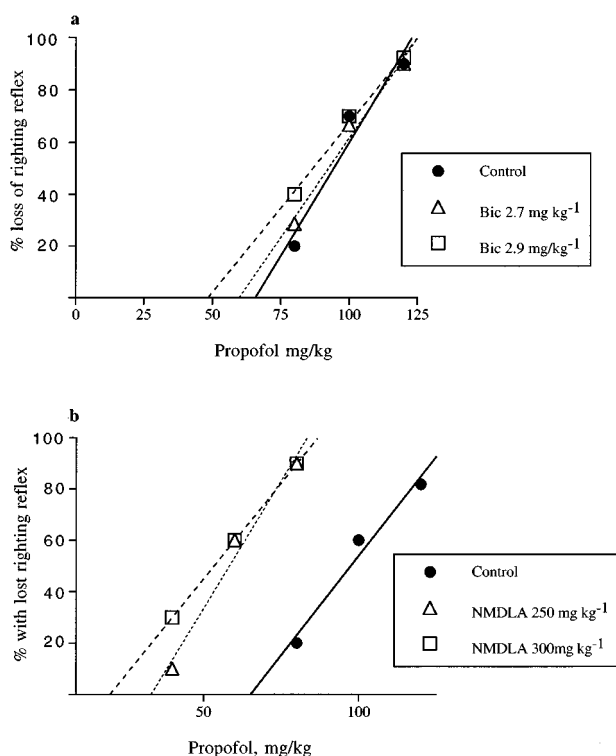 a
% loss of righting reflex
100
80
60
40
20
0
25
50
75
100
125
Propofol mg/kg
Control
Bic 2.7 mg kg-1
Bic 2.9 mg/kg-1
b
% with lost righting reflex
100
80
60
40
20
50
100
Propofol, mg/kg
Control
NMDLA 250 mg kg-1
NMDLA 300mg kg-1